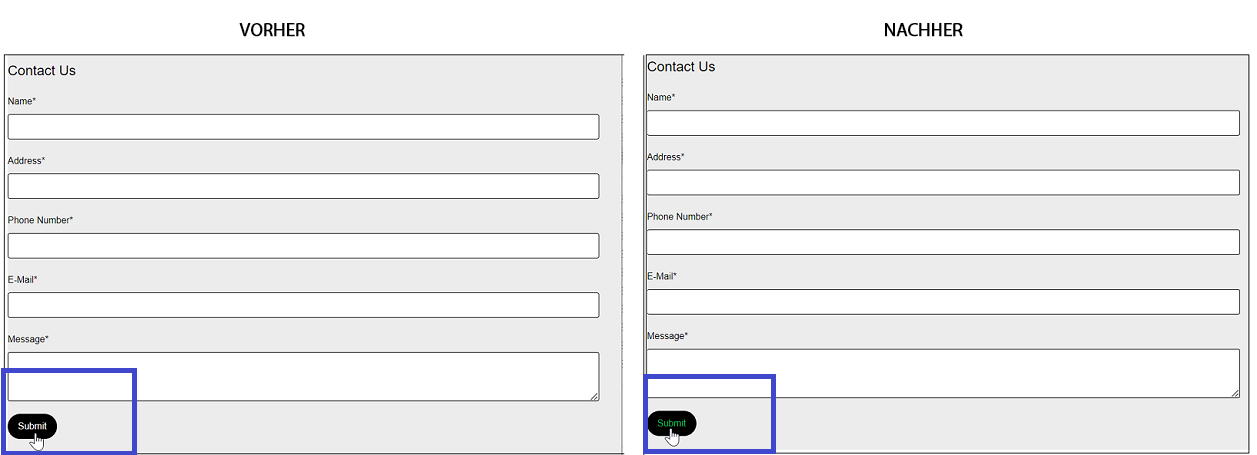 VORHER
Contact Us
Name*
Address*
Phone Number*
E-Mail*
Message*
Submit
NACHHER
Contact Us
Name*
Address*
Phone Number*
E-Mail*
Message*
Submit